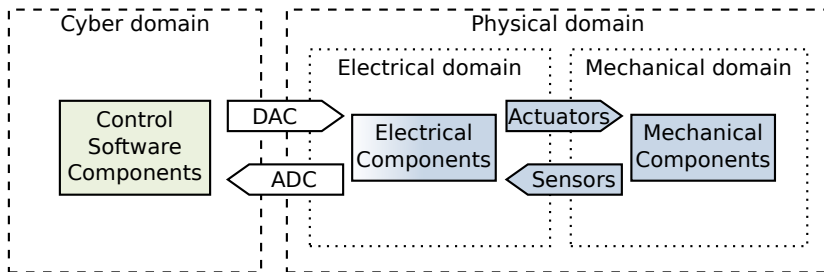 Cyber domain
Physical domain
Electrical domain
Mechanical domain
Control
Software
Components
DAC
ADC
Electrical
Components
Actuators
Sensors
Mechanical
Components